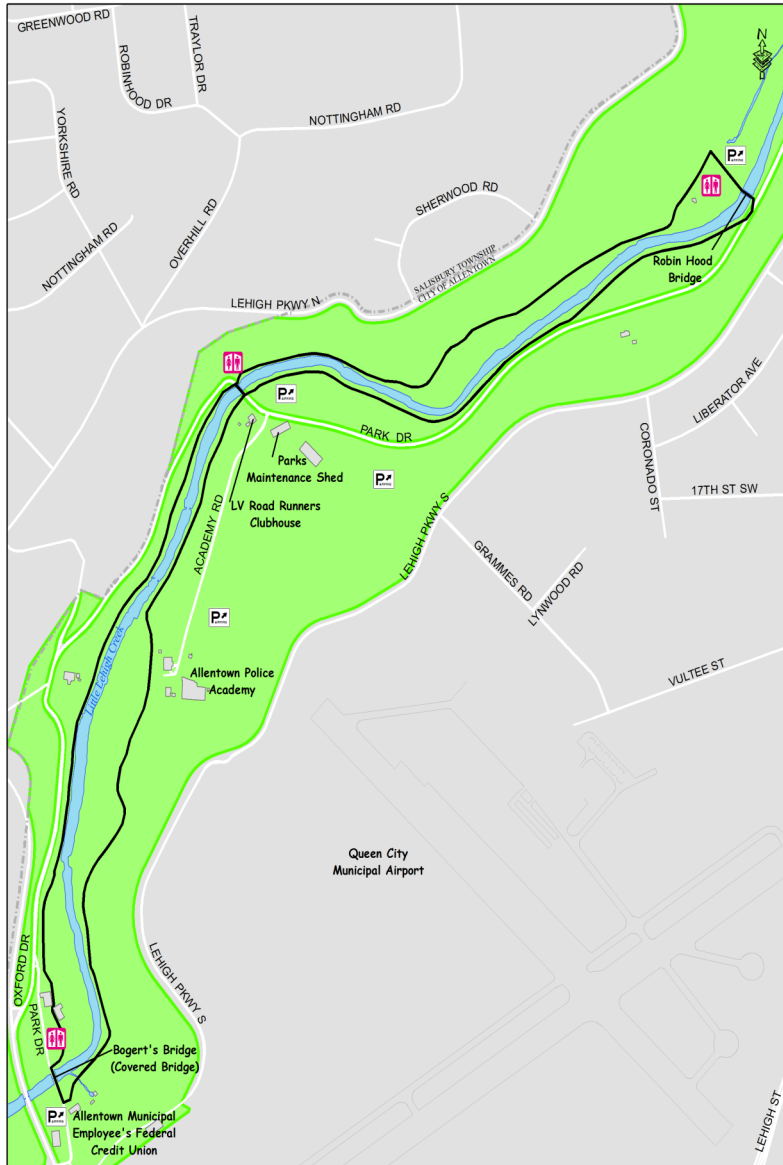 GREENWOOD RD
TRAYLOR DR
ROBINHOOD DR
N
NOTTINGHAM RD
YORKSHIRE RD
P
SHERWOOD RD
OVERHILL RD
NOTTINGHAM RD
SALISBURY TOWNSHIP
CITY OF ALLENTOWN
Robin Hood
Bridge
LEHIGH PKWY N
P
LIBERATOR AVE
PARK DR
CORONADO ST
Parks
Maintenance Shed
P
17TH ST SW
LV Road Runners
Clubhouse
ACADEMY RD
LEHIGH PKWY S
GRAMMES RD
LYNWOOD RD
P
Little Lehigh Creek
Allentown Police
Academy
VULTEE ST
Queen City
Municipal Airport
OXFORD DR
LEHIGH PKWY S
PARK DR
Bogert's Bridge
(Covered Bridge)
P
Allentown Municipal
Employee's Federal
Credit Union
LEHIGH ST